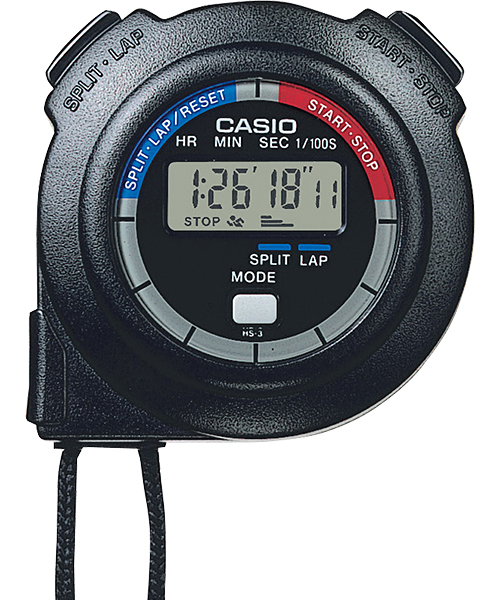 SPLIT · LAP
START · STOP
SPLIT · LAP / RESET
START · STOP
CASIO
HR MIN SEC 1/100S
1:26' 18" 11
STOP
SPLIT LAP
MODE
HS-3